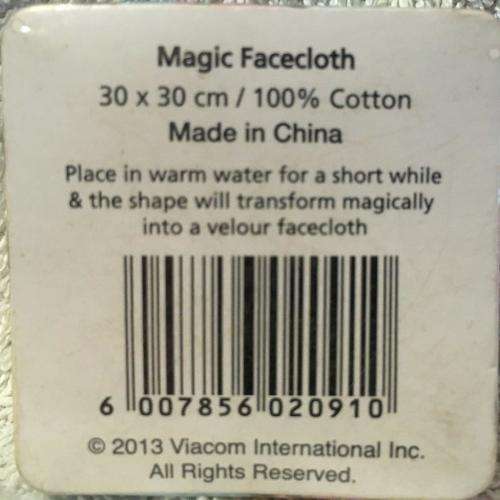 Magic Facecloth
30 x 30 cm / 100% Cotton
Made in China
Place in warm water for a short while
& the shape will transform magically
into a velour facecloth
6 007856 020910
© 2013 Viacom International Inc.
All Rights Reserved.